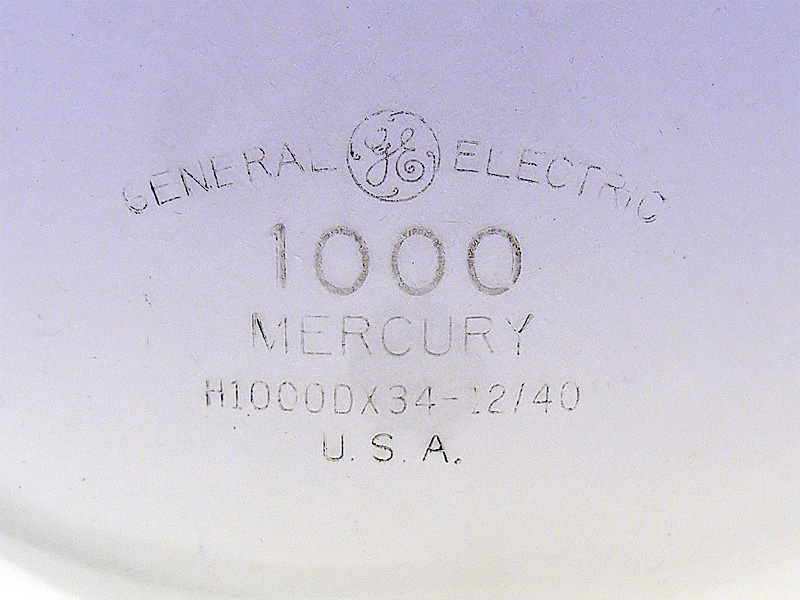 GENERAL GE ELECTRIC
1000
MERCURY
H1000DX34-12/40
U.S.A.